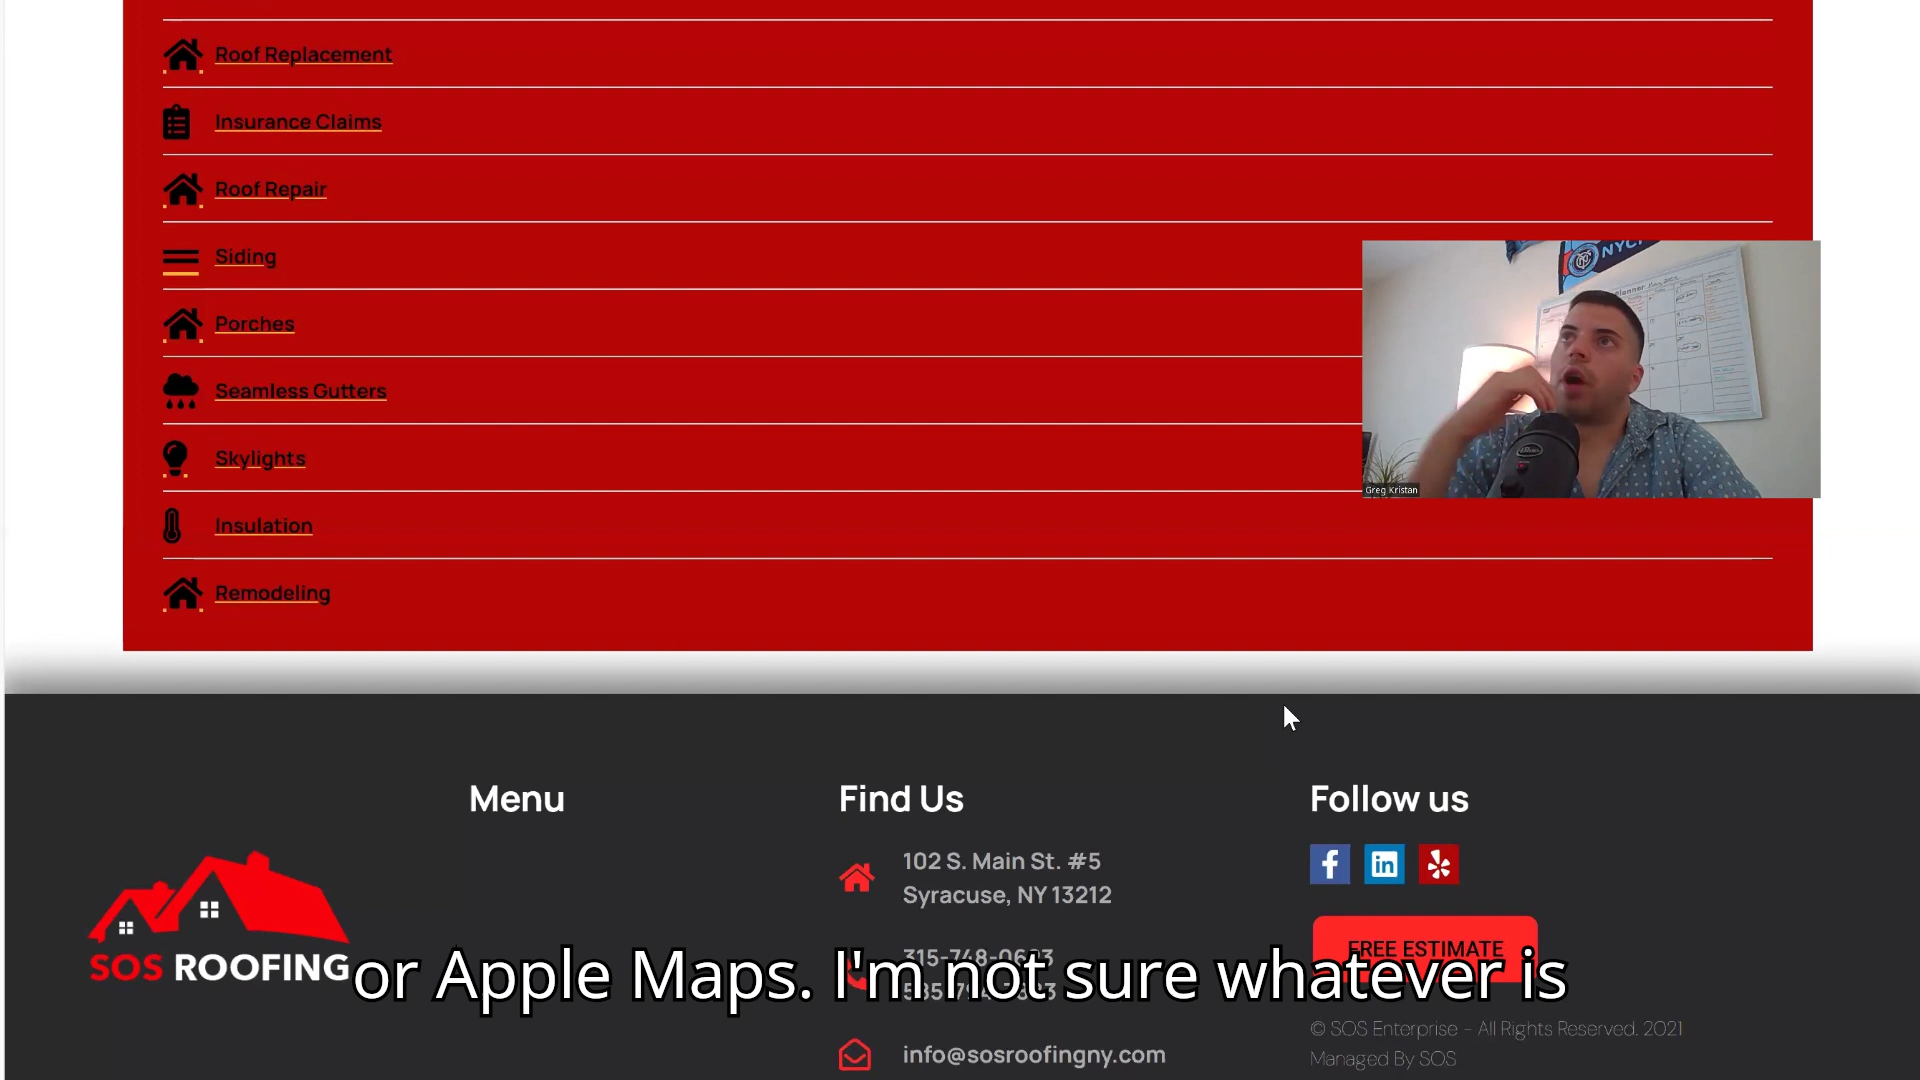 Roof Replacement
Insurance Claims
Roof Repair
Siding
Porches
Seamless Gutters
Skylights
Insulation
Remodeling
NYCF
Planner
Greg Kristan
Menu
Find Us
Follow us
102 S. Main St. #5
Syracuse, NY 13212
SOS ROOFING
FREE ESTIMATE
or Apple Maps. I'm not sure whatever is
© SOS Enterprise - All Rights Reserved. 2021
Managed By SOS
info@sosroofingny.com